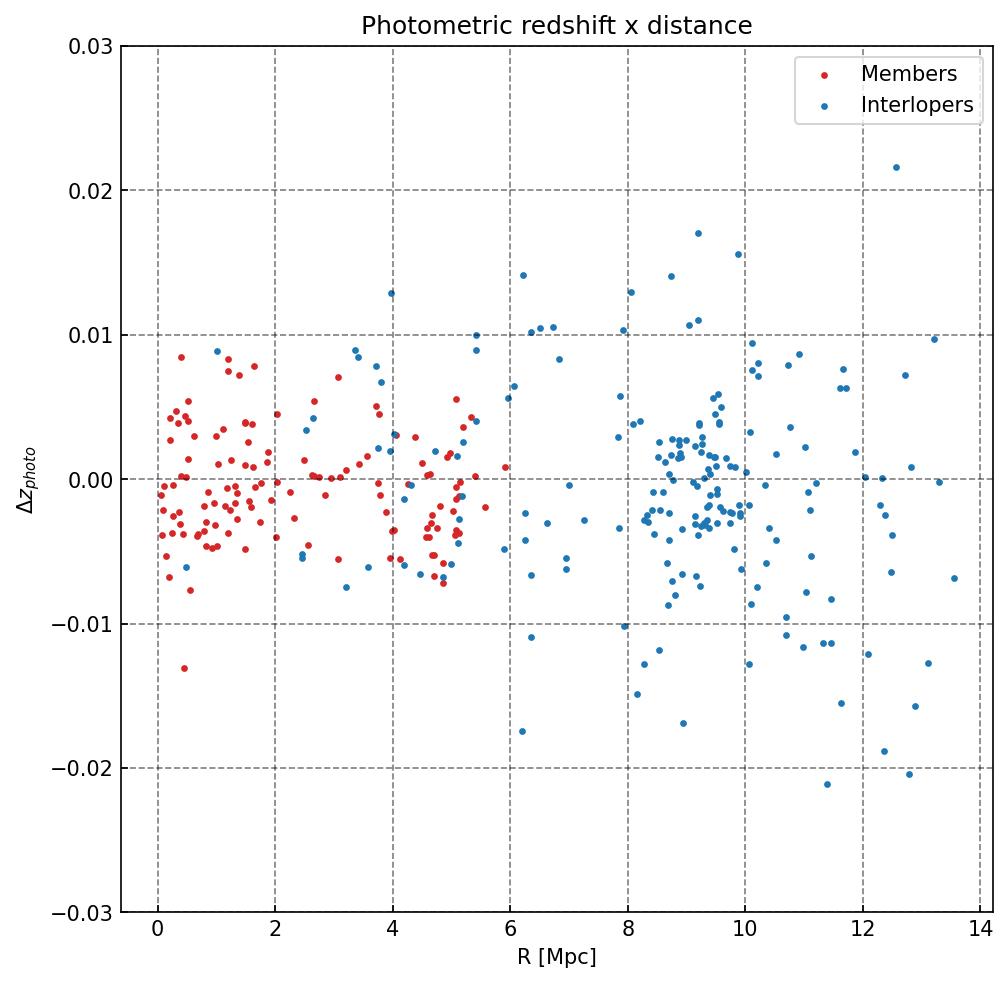 Photometric redshift x distance
Members
Interlopers
0.03
0.02
0.01
0.00
−0.01
−0.02
−0.03
Δz_photo
0 2 4 6 8 10 12 14
R [Mpc]